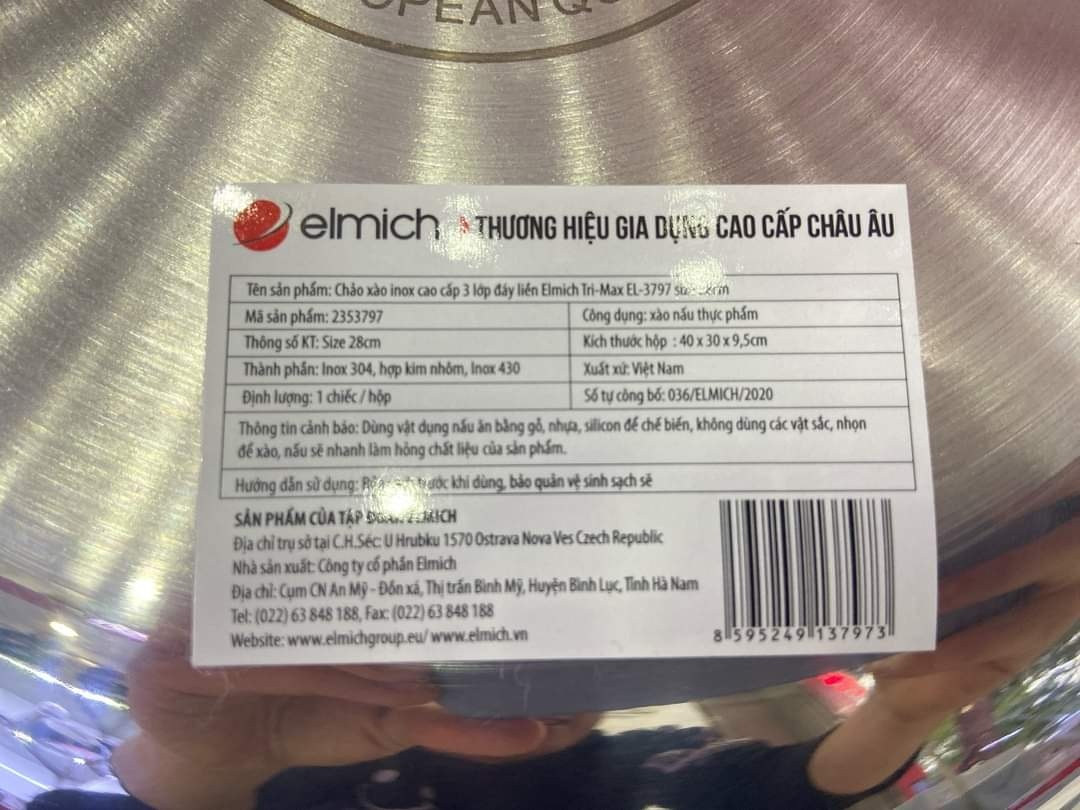 PEAN
elmich THƯƠNG HIỆU GIA DỤNG CAO CẤP CHÂU ÂU
Tên sản phẩm: Chảo xào inox cao cấp 3 lớp đáy liền Elmich Tri-Max EL-3797
Mã sản phẩm: 2353797
Công dụng: xào nấu thực phẩm
Thông số KT: Size 28cm
Kích thước hộp : 40 x 30 x 9,5cm
Thành phần: Inox 304, hợp kim nhôm, Inox 430
Xuất xứ: Việt Nam
Định lượng: 1 chiếc / hộp
Số tự công bố: 036/ELMICH/2020
Thông tin cảnh báo: Dùng vật dụng nấu ăn bằng gỗ, nhựa, silicon để chế biến, không dùng các vật sắc, nhọn
để xào, nấu sẽ nhanh làm hỏng chất liệu của sản phẩm.
Hướng dẫn sử dụng: trước khi dùng, bảo quản vệ sinh sạch sẽ
SẢN PHẨM CỦA TẬP ĐOÀN ELMICH
Địa chỉ trụ sở tại C.H.Séc: U Hrubku 1570 Ostrava Nova Ves Czech Republic
Nhà sản xuất: Công ty cổ phần Elmich
Địa chỉ: Cụm CN An Mỹ - Đồn xá, Thị trấn Bình Mỹ, Huyện Bình Lục, Tỉnh Hà Nam
Tel: (022) 63 848 188, Fax: (022) 63 848 188
Website: www.elmichgroup.eu/ www.elmich.vn
8 595249 137973